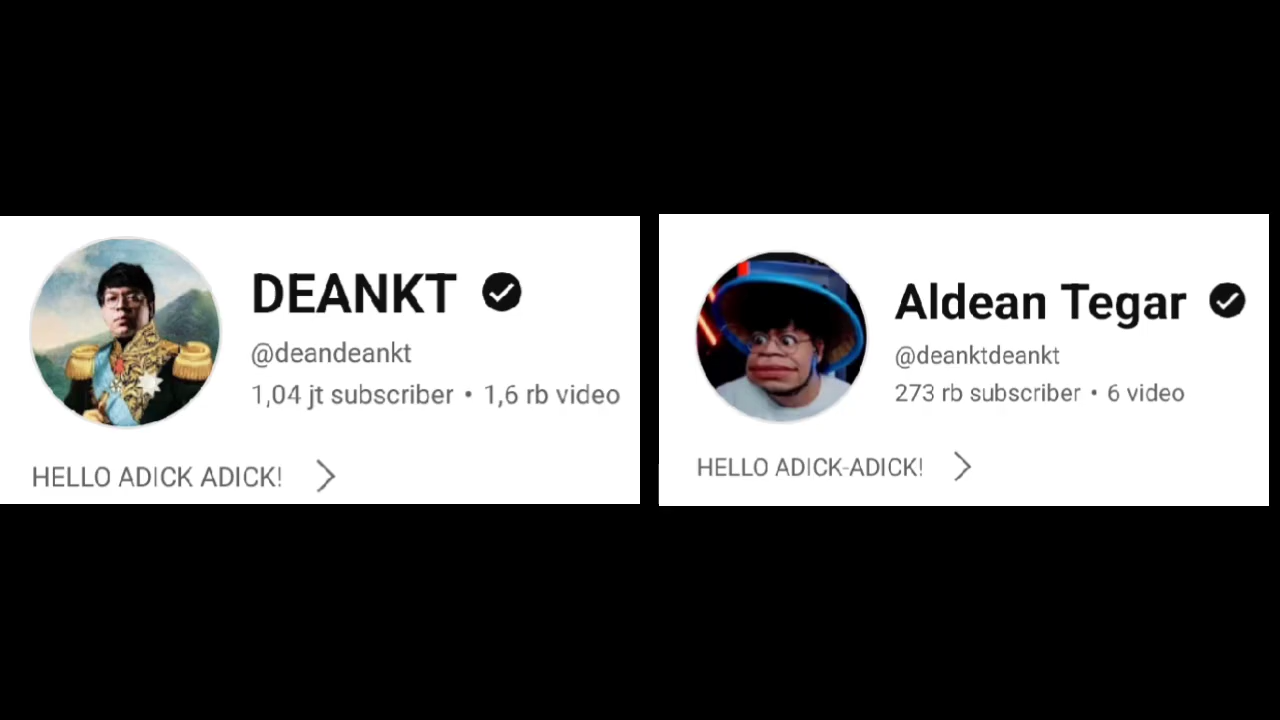 DEANKT
@deandeankt
1,04 jt subscriber • 1,6 rb video
HELLO ADICK ADICK!
Aldean Tegar
@deanktdeankt
273 rb subscriber • 6 video
HELLO ADICK-ADICK!